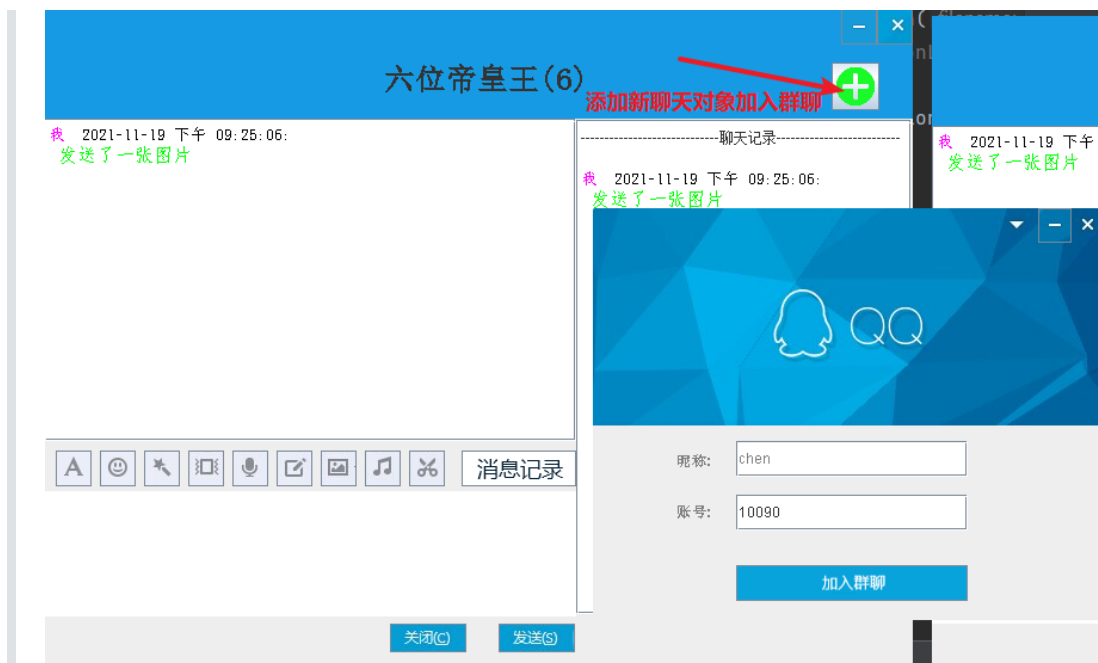 六位帝皇王(6)
添加新聊天对象加入群聊
我 2021-11-19 下午 09:25:06:
发送了一张图片
聊天记录
我 2021-11-19 下午 09:25:06:
发送了一张图片
我 2021-11-19 下午
发送了一张图片
QQ
昵称: chen
账号: 10090
加入群聊
A
消息记录
关闭(C) 发送(S)